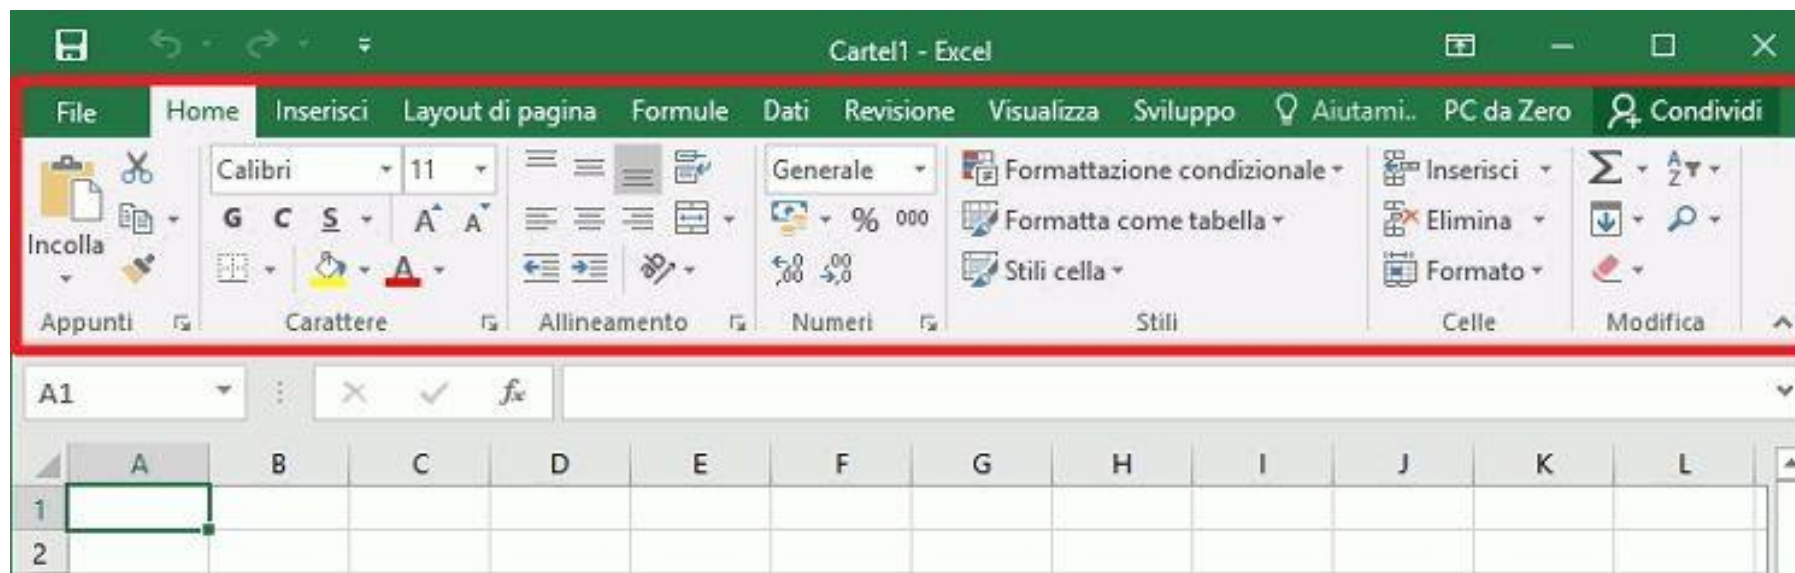 Cartel1 - Excel
File Home Inserisci Layout di pagina Formule Dati Revisione Visualizza Sviluppo Aiutami.. PC da Zero Condividi
Calibri 11 Generale Formattazione condizionale Inserisci
G C S A A % 000 Formatta come tabella Elimina
Incolla
A Stili cella Formato
Appunti Carattere Allineamento Numeri Stili Celle Modifica
A1 fx
A B C D E F G H I J K L
1
2